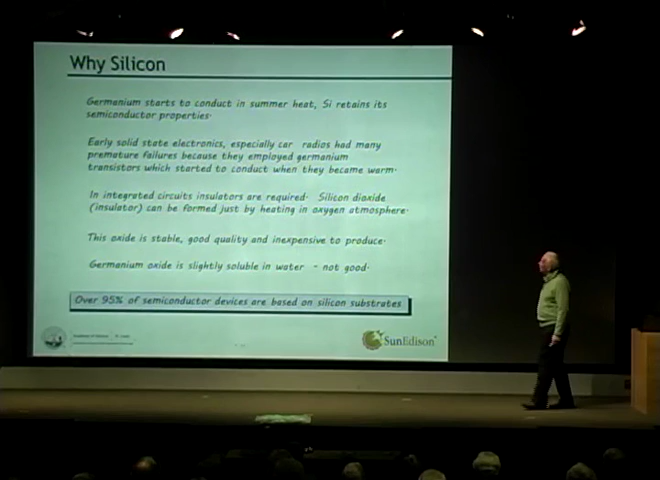 Why Silicon
Germanium starts to conduct in summer heat, Si retains its
semiconductor properties.
Early solid state electronics, especially car radios had many
premature failures because they employed germanium
transistors which started to conduct when they became warm.
In integrated circuits insulators are required. Silicon dioxide
(insulator) can be formed just by heating in oxygen atmosphere.
This oxide is stable, good quality and inexpensive to produce.
Germanium oxide is slightly soluble in water - not good.
Over 95% of semiconductor devices are based on silicon substrates
SunEdison